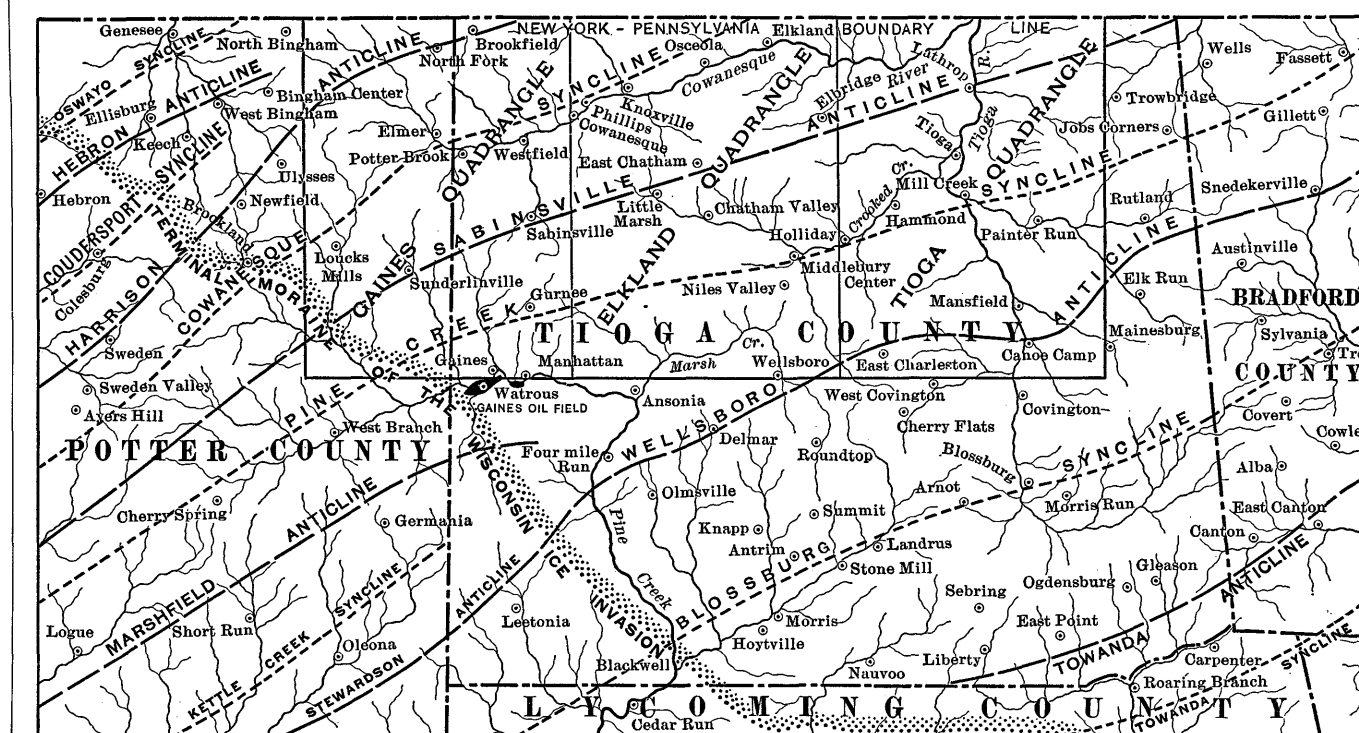 NEW YORK - PENNSYLVANIA BOUNDARY LINE
Genesee
North Bingham
Brookfield
North Fork
Osceola
Elkland
Wells
Fassett
OSWAYO SYNCLINE
HEBRON ANTICLINE
Ellisburg
Bingham Center
West Bingham
ANTICLINE
Elmer
Potter Brook
QUADRANGLE
SYNCLINE
Knoxville
Phillips
Cowanesque
Cowanesque
Westfield
East Chatham
QUADRANGLE
Elbridge River
Lathrop
R.
ANTICLINE
Tioga
Tioga
QUADRANGLE
Trowbridge
Jobs Corners
Gillett
Keech
Ulysses
Hebron
Newfield
COUDERSPORT SYNCLINE
Brookland
Colesburg
TERMINAL MORAINE OF THE WISCONSIN ICE INVASION
HARRISON
COWANESQUE
Loucks
Mills
GAINES
SABINSVILLE
Sabinsville
Sunderlinville
Little
Marsh
Chatham Valley
Holliday
Crooked Cr.
Mill Creek
Hammond
SYNCLINE
Painter Run
Rutland
Snedekerville
Austinville
Elk Run
ELKLAND
TIOGA
Middlebury
Center
Niles Valley
Gurnee
Mansfield
ANTICLINE
BRADFORD
COUNTY
Sylvania
Mainesburg
Sweden
PINE CREEK
TIOGA COUNTY
Gaines
Manhattan
Marsh Cr.
Wellsboro
East Charleston
Canoe Camp
Sweden Valley
Ayers Hill
POTTER COUNTY
West Branch
Watrous
GAINES OIL FIELD
Ansonia
West Covington
Covington
Cherry Flats
Covert
Cowle
WELLSBORO
Delmar
Four mile
Run
Roundtop
Blossburg
SYNCLINE
Alba
Cherry Spring
ANTICLINE
Germania
Olmsville
Arnot
Morris Run
East Canton
Canton
Pine Creek
Knapp
Summit
Antrim
Landrus
Stone Mill
BLOSSBURG
Gleason
Ogdensburg
ANTICLINE
MARSHFIELD
SYNCLINE
ANTICLINE
Logue
Short Run
Leetonia
Sebring
Morris
Hoytville
East Point
Oleona
KETTLE CREEK
STEWARDSON
Blackwell
Nauvoo
Liberty
TOWANDA
Carpenter
SYNCLINE
Roaring Branch
TOWANDA
LYCOMING COUNTY
Cedar Run